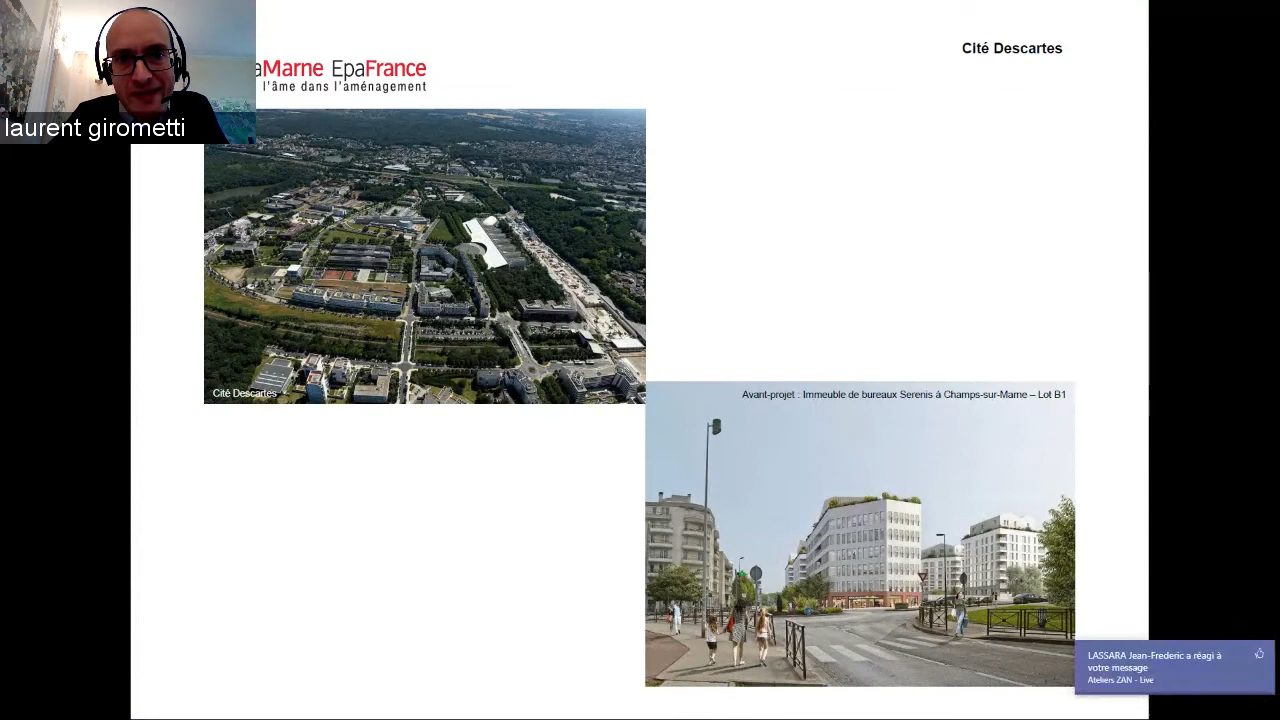 Cité Descartes
aMarne EpaFrance
l'âme dans l'aménagement
laurent girometti
Cité Descartes
Avant-projet : Immeuble de bureaux Serenis à Champs-sur-Marne – Lot B1
LASSARA Jean-Frederic a réagi à
votre message
Ateliers ZAN - Live